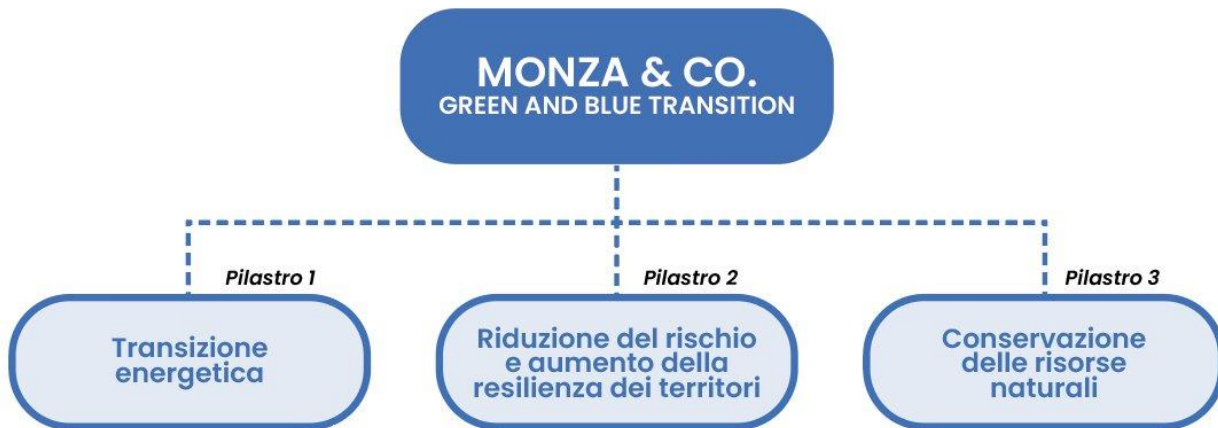 MONZA & CO.
GREEN AND BLUE TRANSITION
Pilastro 1
Transizione
energetica
Pilastro 2
Riduzione del rischio
e aumento della
resilienza dei territori
Pilastro 3
Conservazione
delle risorse
naturali